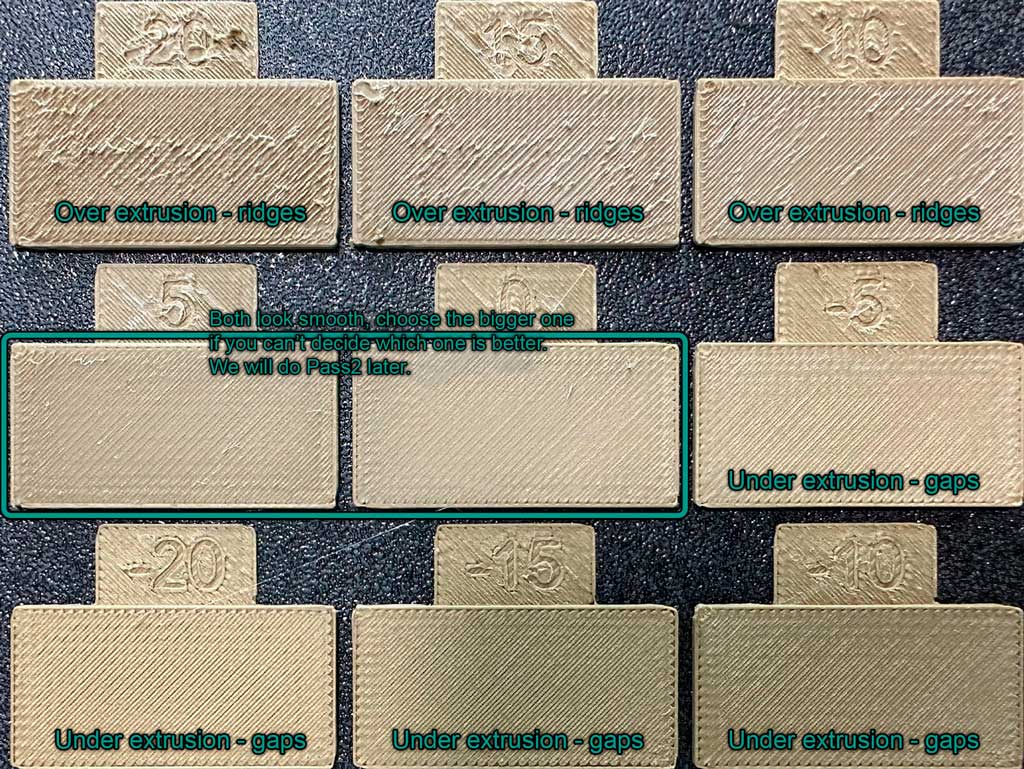 20
15
10
Over extrusion - ridges
Over extrusion - ridges
Over extrusion - ridges
5
0
-5
Both look smooth, choose the bigger one
if you can't decide which one is better.
We will do Pass2 later.
Under extrusion - gaps
-20
-15
-10
Under extrusion - gaps
Under extrusion - gaps
Under extrusion - gaps